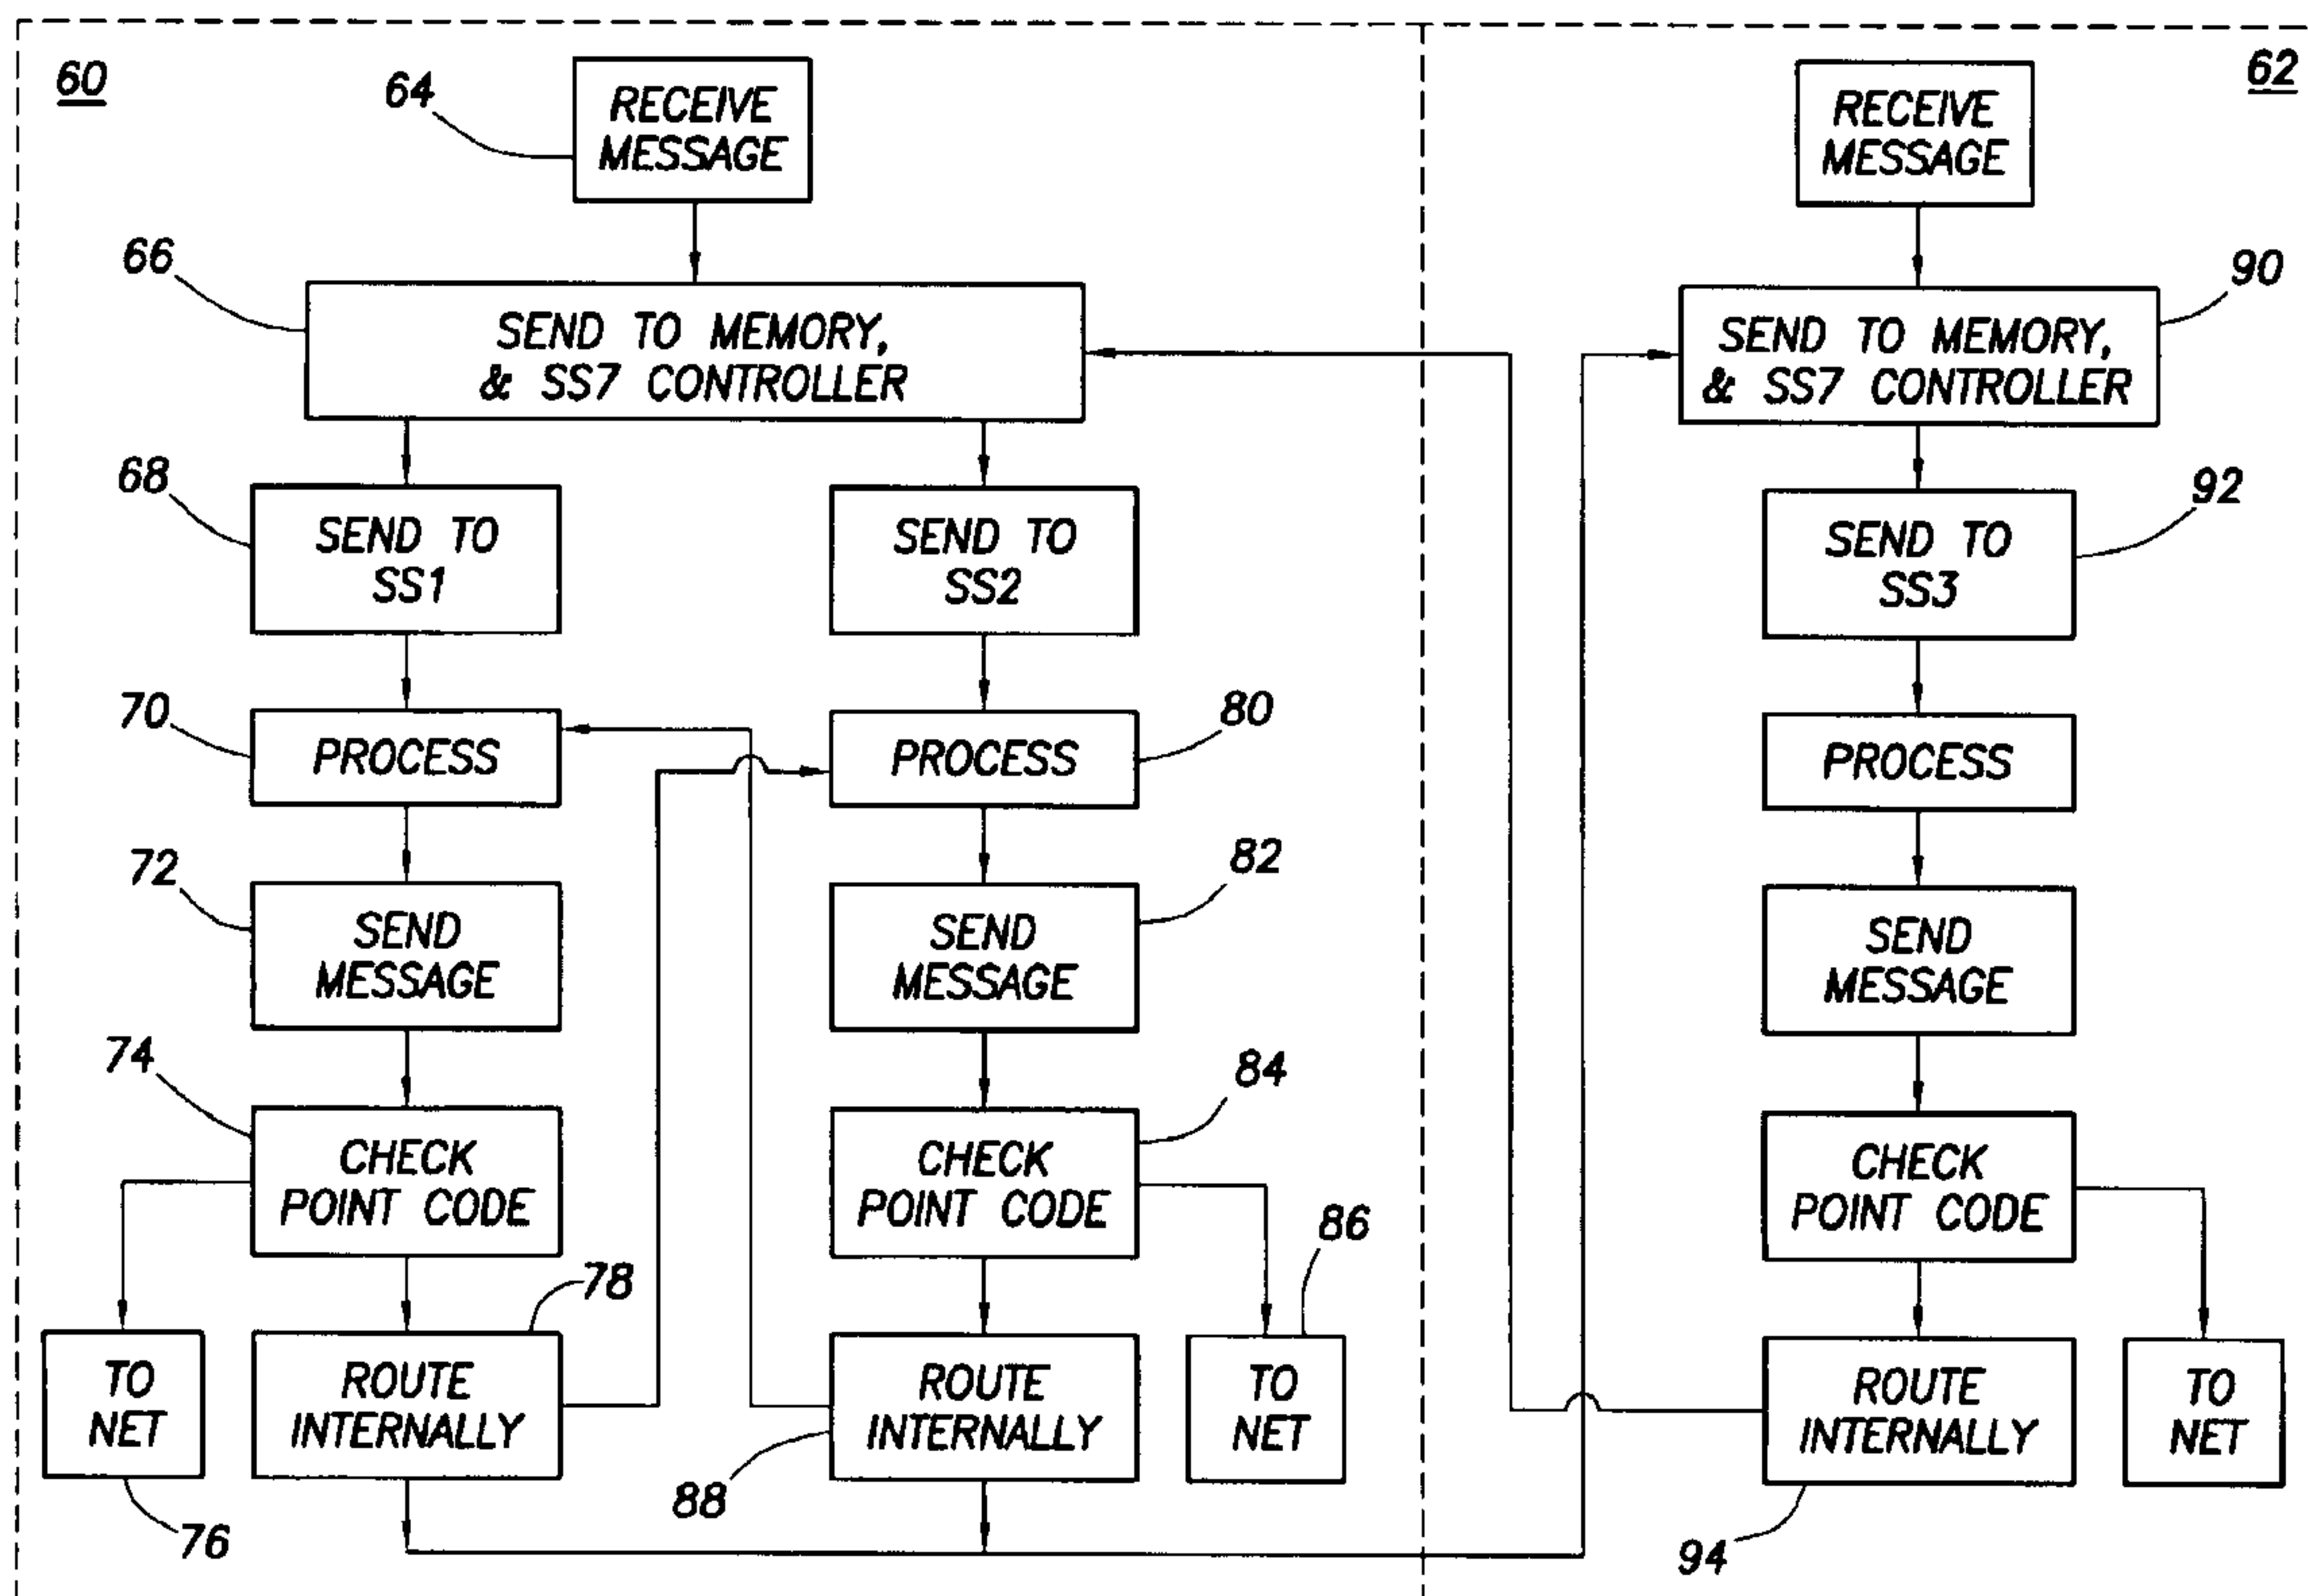 60
62
64
RECEIVE
MESSAGE
RECEIVE
MESSAGE
66
SEND TO MEMORY,
& SS7 CONTROLLER
90
SEND TO MEMORY,
& SS7 CONTROLLER
68
SEND TO
SS1
SEND TO
SS2
92
SEND TO
SS3
70
PROCESS
80
PROCESS
PROCESS
72
SEND
MESSAGE
82
SEND
MESSAGE
SEND
MESSAGE
74
CHECK
POINT CODE
84
CHECK
POINT CODE
CHECK
POINT CODE
76
TO
NET
78
ROUTE
INTERNALLY
88
ROUTE
INTERNALLY
86
TO
NET
94
ROUTE
INTERNALLY
TO
NET